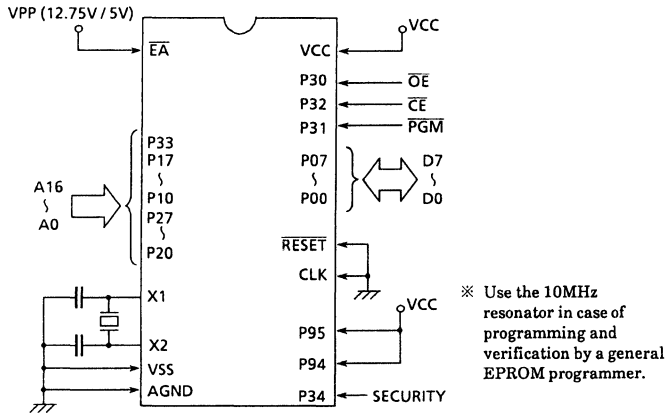 VPP (12.75V / 5V)
VCC
EA
VCC
P30
OE
P32
CE
P31
PGM
P33
P17
P07
D7
A16
~
~
~
~
P10
P00
D0
A0
P27
~
P20
RESET
CLK
X1
VCC
X2
P95
VSS
P94
AGND
P34
SECURITY
※ Use the 10MHz
resonator in case of
programming and
verification by a general
EPROM programmer.